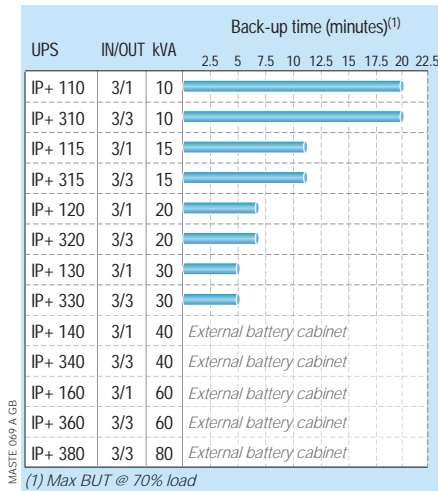 Back-up time (minutes)(1)
UPS IN/OUT kVA
2.5 5 7.5 10 12.5 15 17.5 20 22.5
IP+ 110 3/1 10
IP+ 310 3/3 10
IP+ 115 3/1 15
IP+ 315 3/3 15
IP+ 120 3/1 20
IP+ 320 3/3 20
IP+ 130 3/1 30
IP+ 330 3/3 30
IP+ 140 3/1 40 External battery cabinet
IP+ 340 3/3 40 External battery cabinet
IP+ 160 3/1 60 External battery cabinet
IP+ 360 3/3 60 External battery cabinet
IP+ 380 3/3 80 External battery cabinet
(1) Max BUT @ 70% load
MASTE 069 A GB